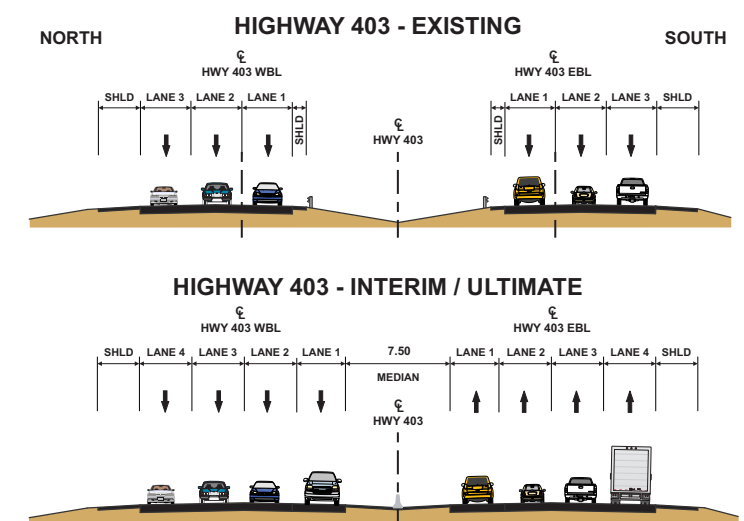 HIGHWAY 403 - EXISTING
NORTH
SOUTH
℄
HWY 403 WBL
℄
HWY 403 EBL
SHLD LANE 3 LANE 2 LANE 1 SHLD
SHLD LANE 1 LANE 2 LANE 3 SHLD
℄
HWY 403
HIGHWAY 403 - INTERIM / ULTIMATE
℄
HWY 403 WBL
℄
HWY 403 EBL
SHLD LANE 4 LANE 3 LANE 2 LANE 1 7.50 LANE 1 LANE 2 LANE 3 LANE 4 SHLD
MEDIAN
℄
HWY 403